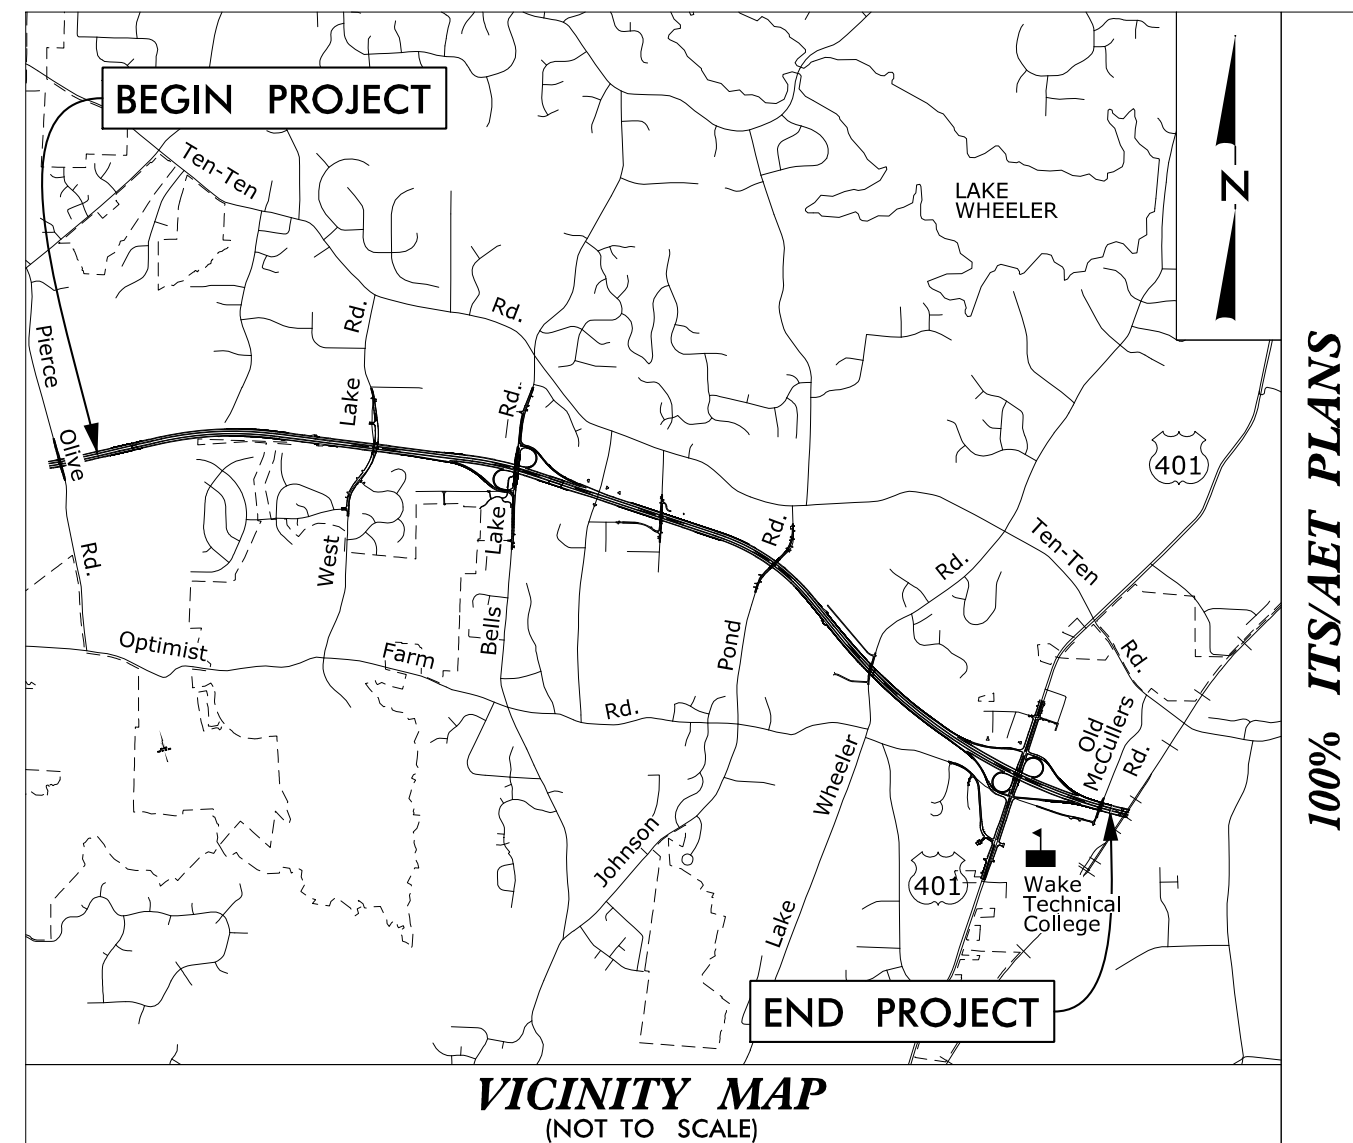 BEGIN PROJECT
Ten-Ten
LAKE
WHEELER
N
Rd.
Rd.
Pierce
Lake
Rd.
Olive
401
Rd.
Lake
Ten-Ten
Rd.
Rd.
West
Bells
Pond
Optimist
Farm
Rd.
Rd.
Old
McCullers
Rd.
Wheeler
Johnson
401
Wake
Technical
College
Lake
END PROJECT
VICINITY MAP
(NOT TO SCALE)
100% ITS/AET PLANS